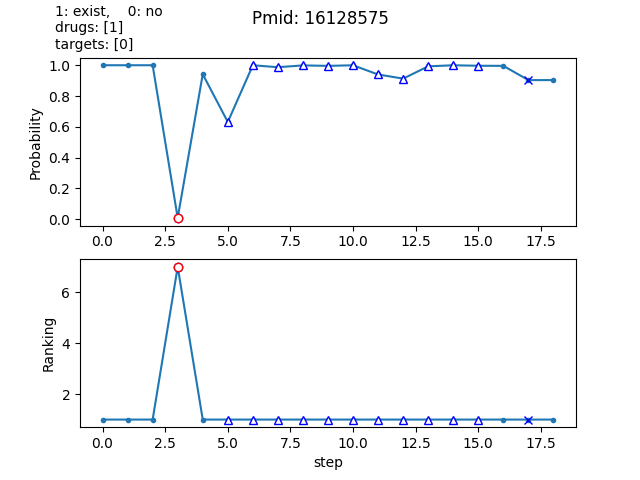 1: exist,    0: no
drugs: [1]
targets: [0]
Pmid: 16128575
Probability
1.0
0.8
0.6
0.4
0.2
0.0
0.0 2.5 5.0 7.5 10.0 12.5 15.0 17.5
Ranking
6
4
2
0.0 2.5 5.0 7.5 10.0 12.5 15.0 17.5
step